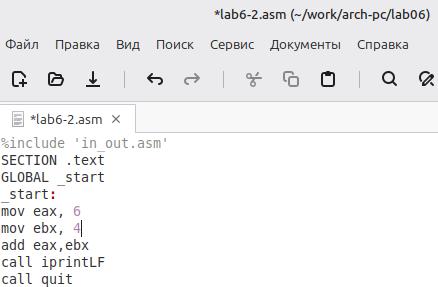 *lab6-2.asm (~/work/arch-pc/lab06)
Файл Правка Вид Поиск Сервис Документы Справка
*lab6-2.asm ×
%include 'in_out.asm'
SECTION .text
GLOBAL _start
_start:
mov eax, 6
mov ebx, 4
add eax,ebx
call iprintLF
call quit